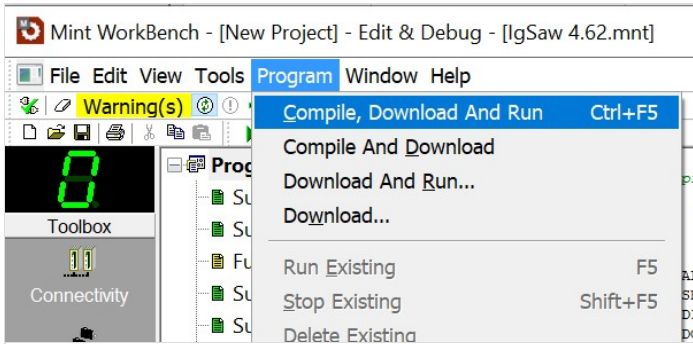 Mint WorkBench - [New Project] - Edit & Debug - [IgSaw 4.62.mnt]
File Edit View Tools Program Window Help
Warning(s)
Compile, Download And Run Ctrl+F5
Compile And Download
Download And Run...
Download...
Run Existing F5
Stop Existing Shift+F5
Delete Existing
Toolbox
Connectivity